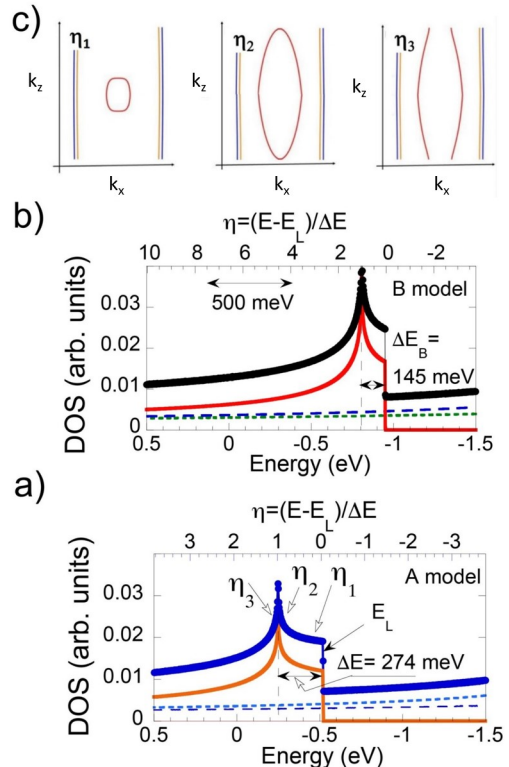 c)
η1
η2
η3
kz
kz
kz
kx
kx
kx
b)
η=(E-EL)/ΔE
10 8 6 4 2 0 -2
500 meV
B model
ΔEB=
145 meV
0.03
0.02
0.01
0
DOS (arb. units)
0.5 0 -0.5 -1 -1.5
Energy (eV)
a)
η=(E-EL)/ΔE
3 2 1 0 -1 -2 -3
A model
η3
η2
η1
EL
ΔE= 274 meV
0.03
0.02
0.01
0
DOS (arb. units)
0.5 0 -0.5 -1 -1.5
Energy (eV)